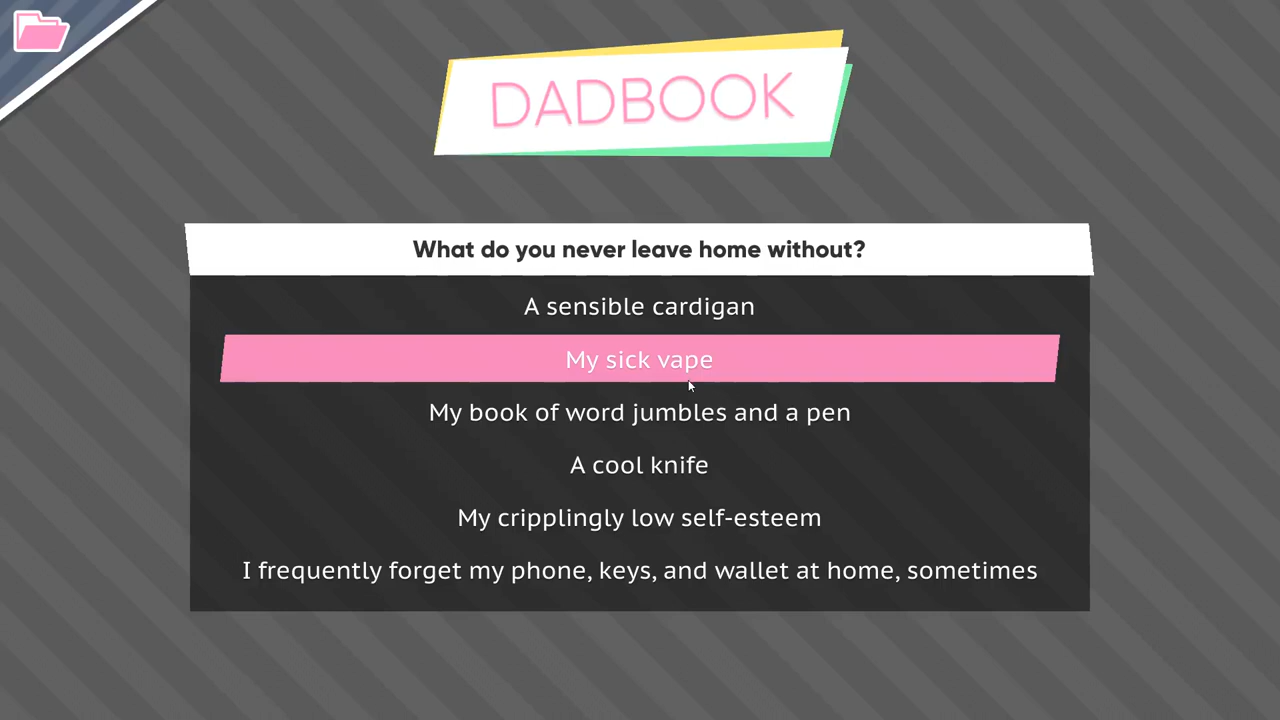 DADBOOK
What do you never leave home without?
A sensible cardigan
My sick vape
My book of word jumbles and a pen
A cool knife
My cripplingly low self-esteem
I frequently forget my phone, keys, and wallet at home, sometimes